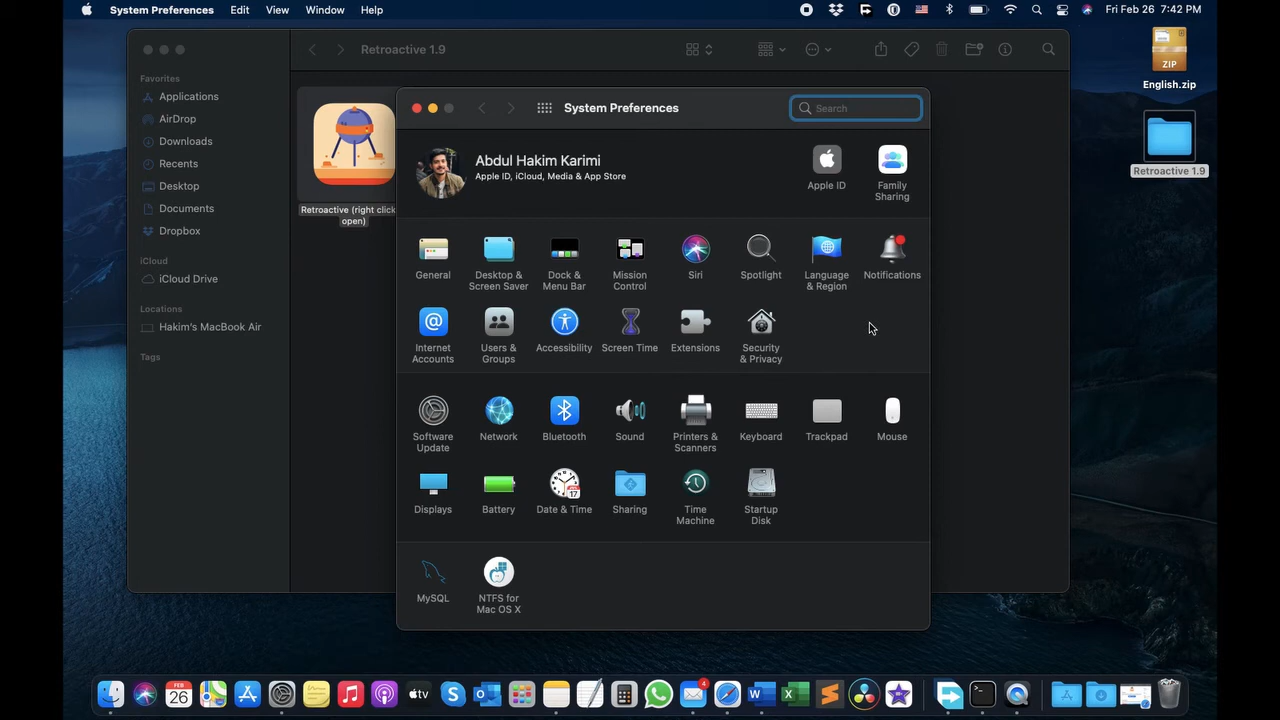 System Preferences Edit View Window Help
Fri Feb 26 7:42 PM
Retroactive 1.9
Favorites
Applications
AirDrop
Downloads
Recents
Desktop
Documents
Dropbox
iCloud
iCloud Drive
Locations
Hakim's MacBook Air
Tags
Retroactive (right click
open)
System Preferences
Search
Abdul Hakim Karimi
Apple ID, iCloud, Media & App Store
Apple ID
Family
Sharing
General
Desktop &
Screen Saver
Dock &
Menu Bar
Mission
Control
Siri
Spotlight
Language
& Region
Notifications
Internet
Accounts
Users &
Groups
Accessibility
Screen Time
Extensions
Security
& Privacy
Software
Update
Network
Bluetooth
Sound
Printers &
Scanners
Keyboard
Trackpad
Mouse
Displays
Battery
Date & Time
Sharing
Time
Machine
Startup
Disk
MySQL
NTFS for
Mac OS X
ZIP
English.zip
Retroactive 1.9
FEB
26
tv
4